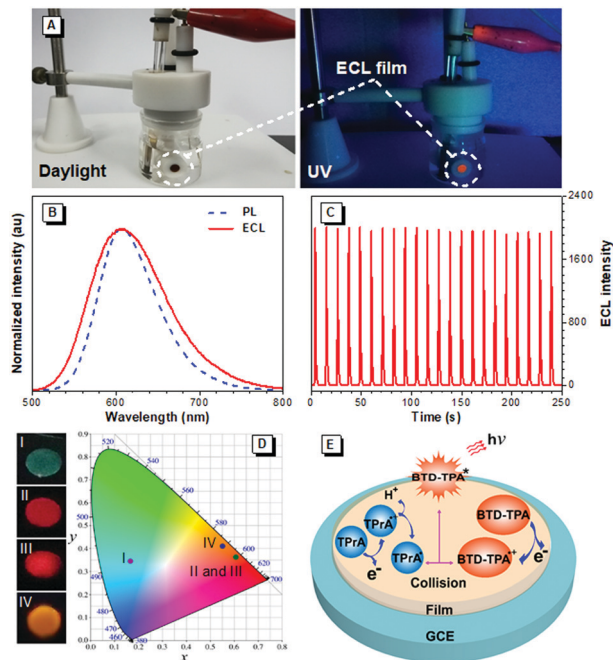 A
ECL film
Daylight
UV
B
PL
ECL
Normalized intensity (au)
500 600 700 800
Wavelength (nm)
C
2400
1600
800
0
ECL intensity
0 50 100 150 200 250
Time (s)
I
II
III
IV
D
0.9
0.8
0.7
0.6
0.5
0.4
0.3
0.2
0.1
0.0
y
520
540
560
580
600
620
700
500
490
480
470
460
380
I
IV
II and III
0.0 0.1 0.2 0.3 0.4 0.5 0.6 0.7 0.8
x
E
hν
BTD-TPA*
H+
TPrA•+
TPrA
TPrA•
e-
BTD-TPA
BTD-TPA•+
e-
Collision
Film
GCE